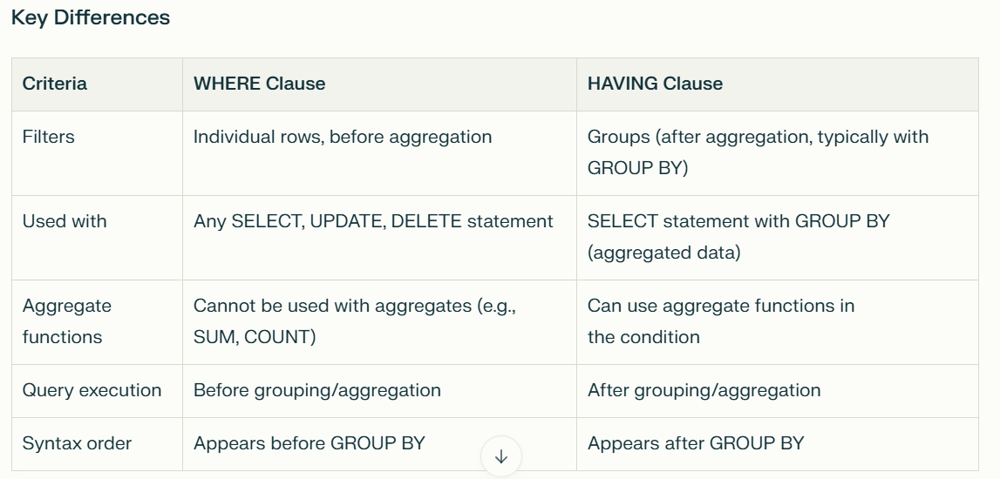 Key Differences
Criteria
WHERE Clause
HAVING Clause
Filters
Individual rows, before aggregation
Groups (after aggregation, typically with
GROUP BY)
Used with
Any SELECT, UPDATE, DELETE statement
SELECT statement with GROUP BY
(aggregated data)
Aggregate
functions
Cannot be used with aggregates (e.g.,
SUM, COUNT)
Can use aggregate functions in
the condition
Query execution
Before grouping/aggregation
After grouping/aggregation
Syntax order
Appears before GROUP BY
Appears after GROUP BY